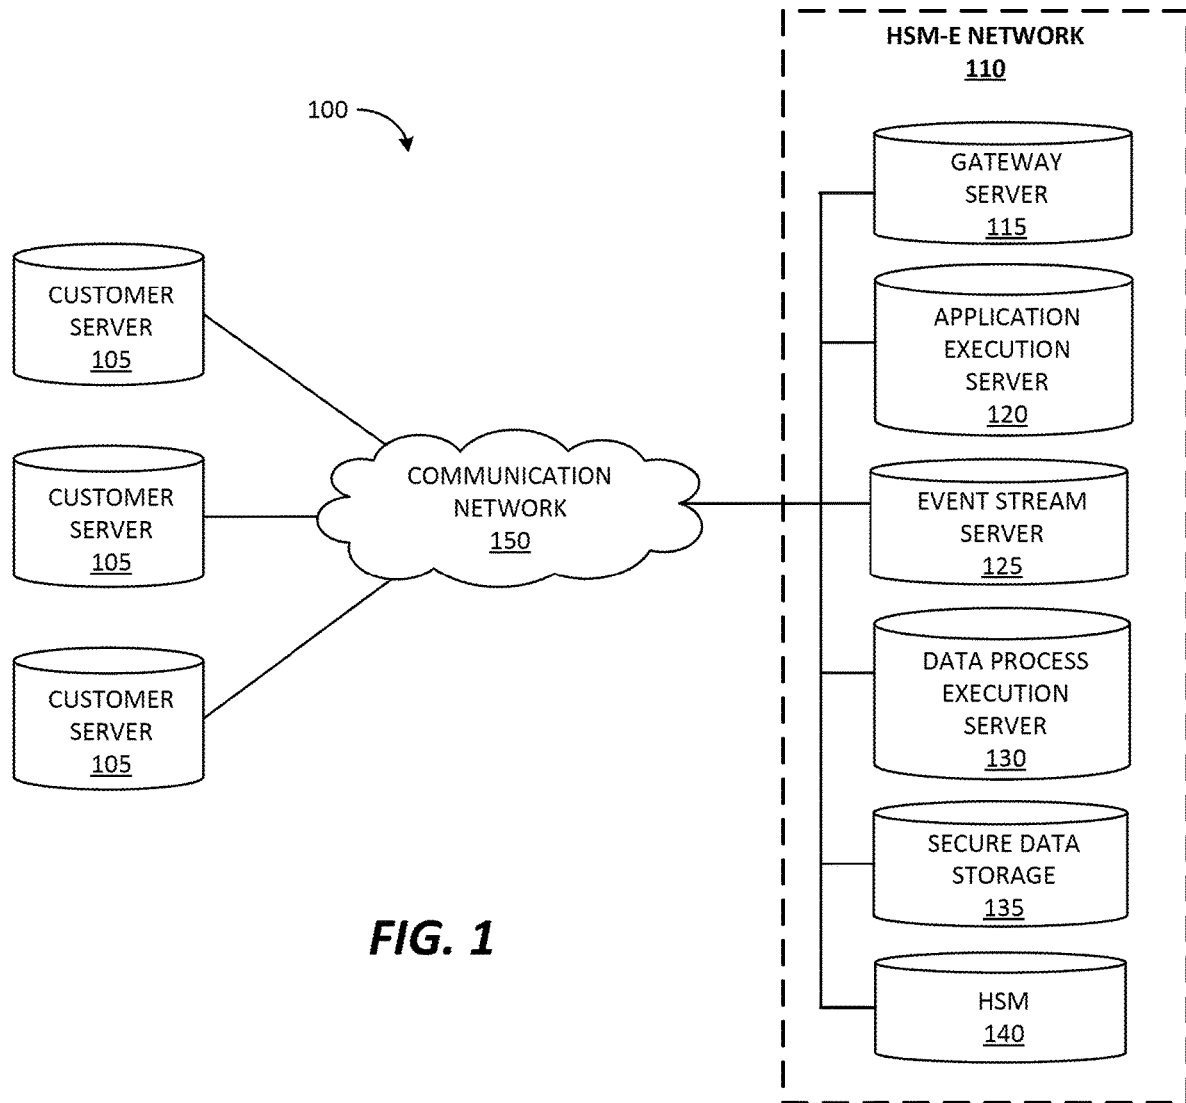 HSM-E NETWORK
110
100
GATEWAY
SERVER
115
CUSTOMER
SERVER
105
APPLICATION
EXECUTION
SERVER
120
CUSTOMER
SERVER
105
COMMUNICATION
NETWORK
150
EVENT STREAM
SERVER
125
CUSTOMER
SERVER
105
DATA PROCESS
EXECUTION
SERVER
130
SECURE DATA
STORAGE
135
FIG. 1
HSM
140